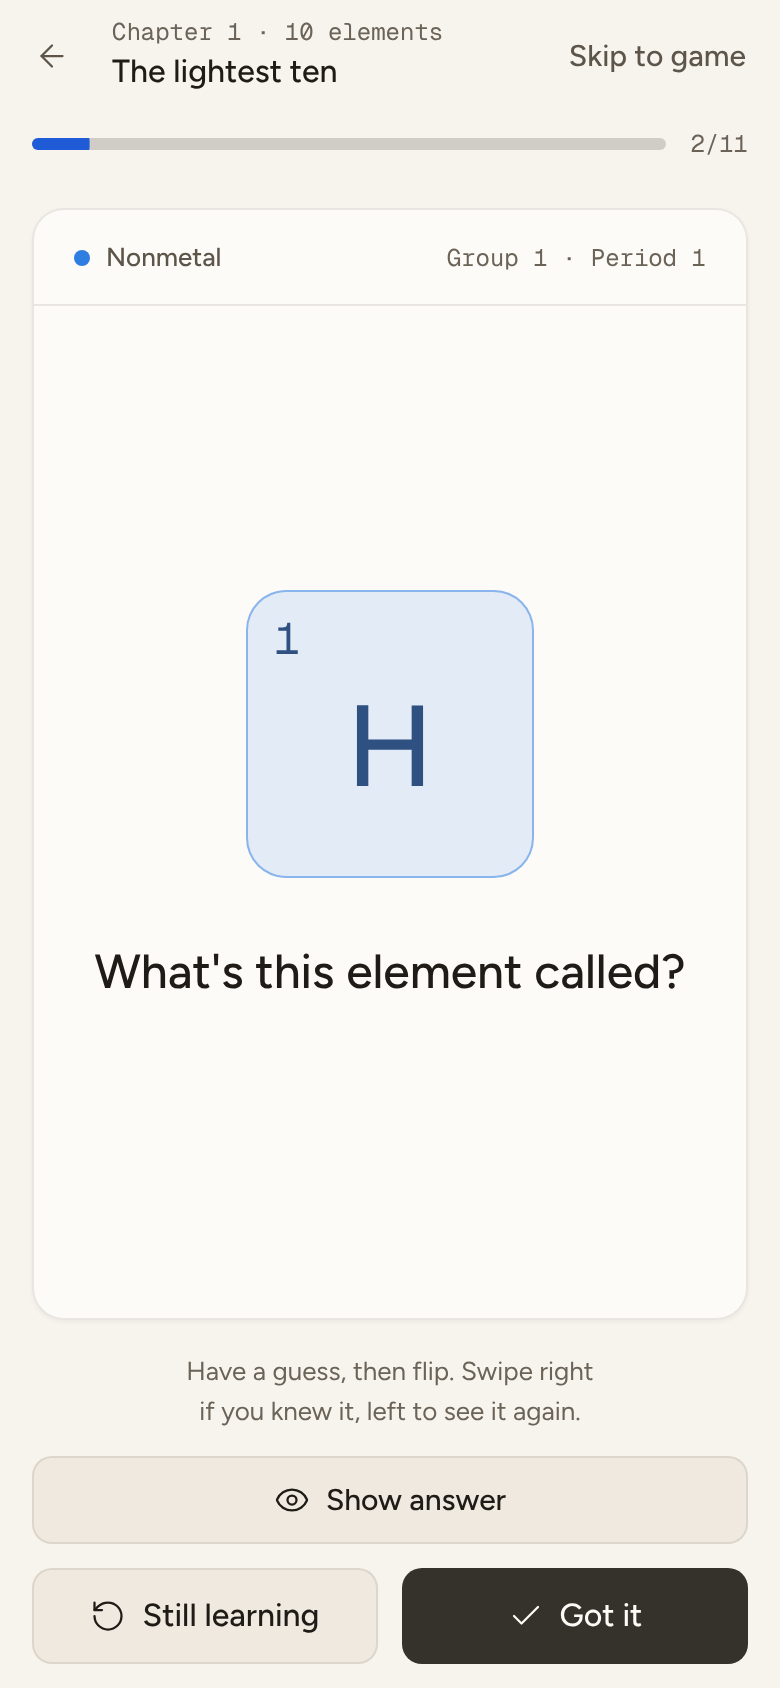 Chapter 1 · 10 elements
The lightest ten
Skip to game
2/11
Nonmetal
Group 1 · Period 1
1
H
What's this element called?
Have a guess, then flip. Swipe right
if you knew it, left to see it again.
Show answer
Still learning
Got it